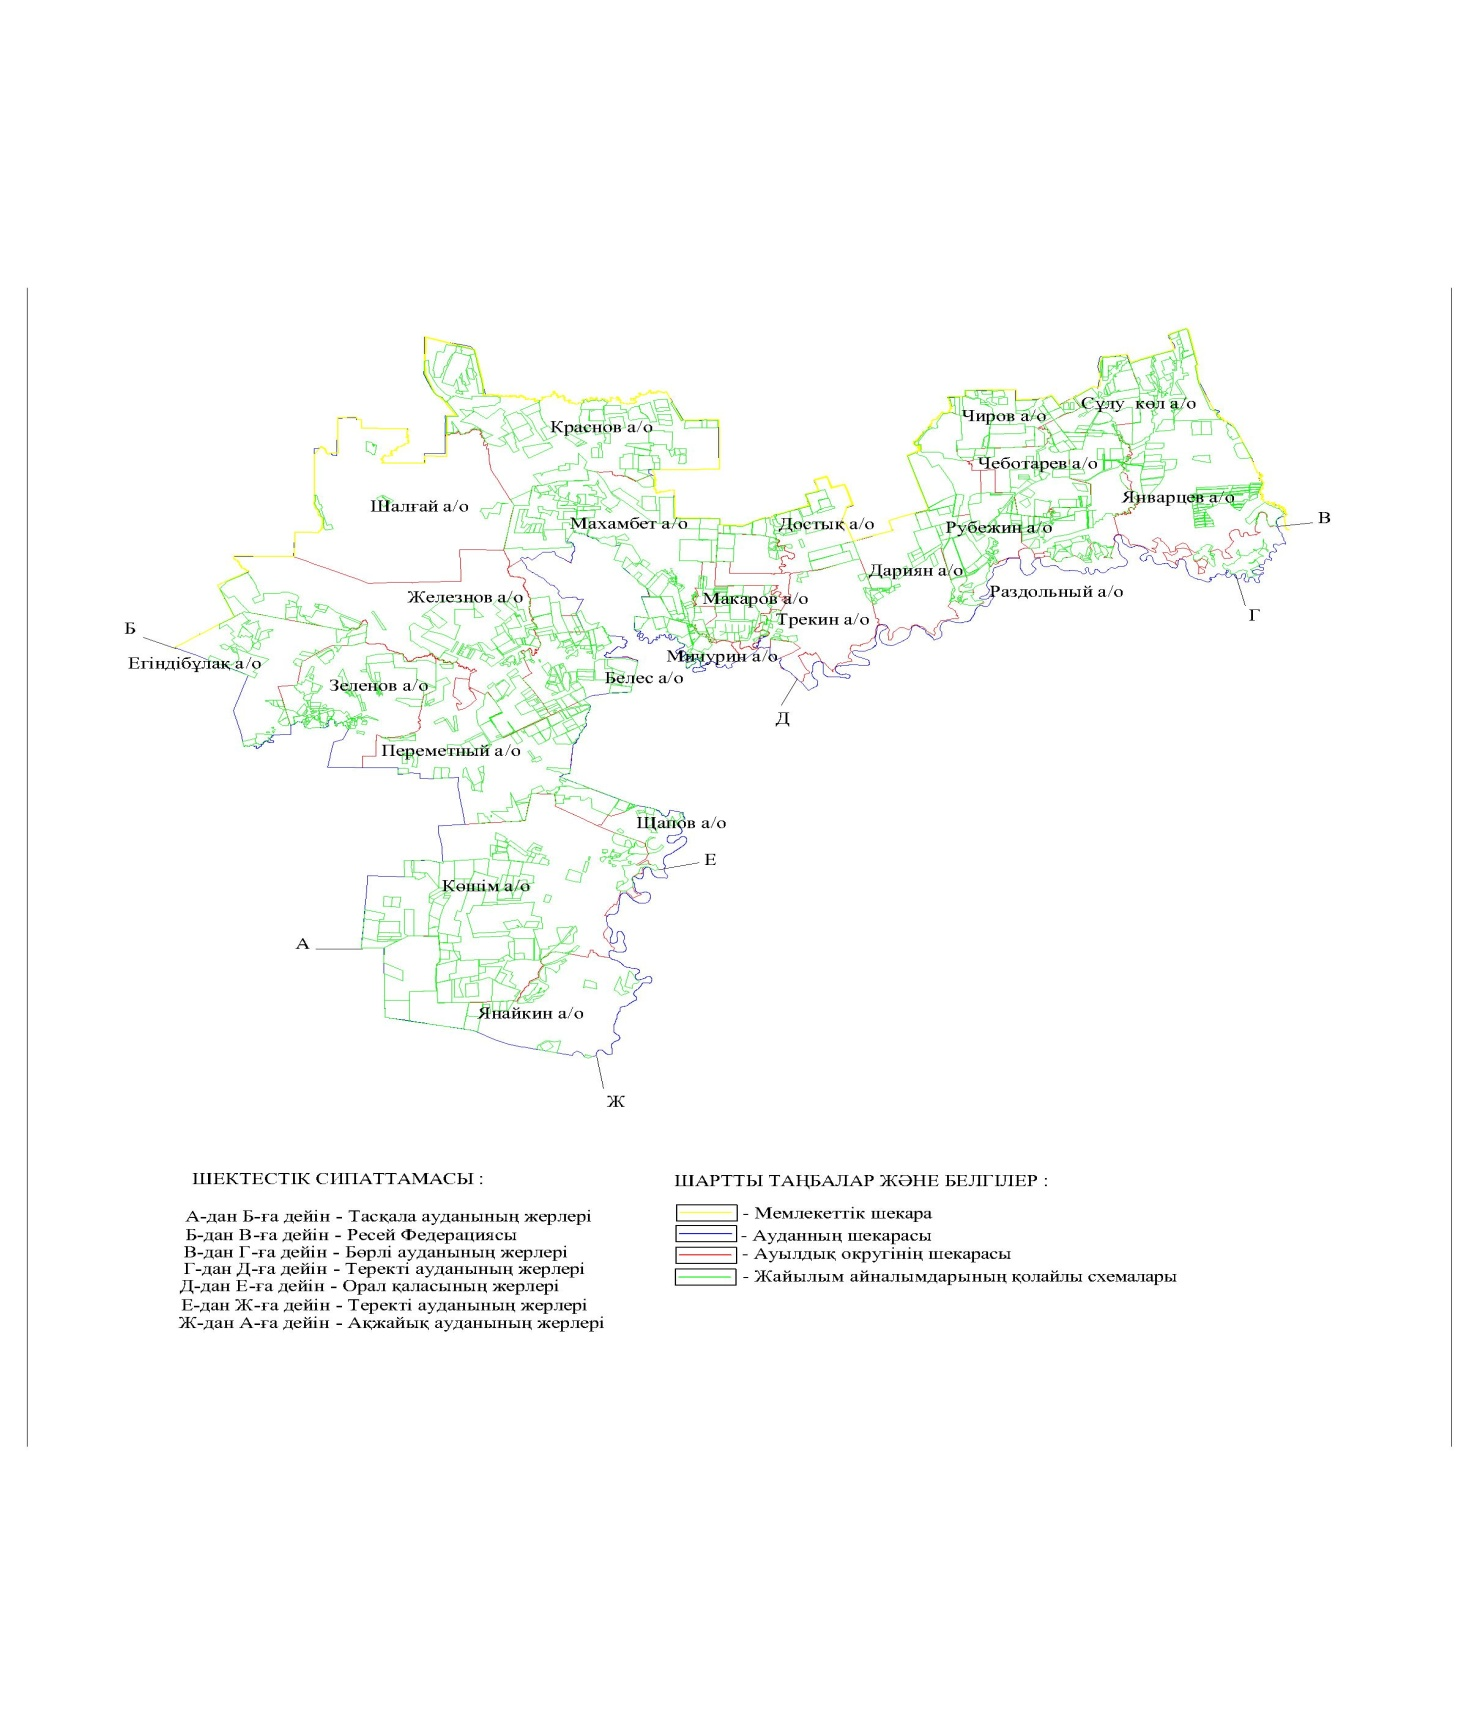 Сұлу көл а/о
Чиров а/о
Краснов а/о
Чеботарев а/о
Январцев а/о
Шалғай а/о
Махамбет а/о
Достық а/о
Рубежин а/о
В
Дариян а/о
Раздольный а/о
Железнов а/о
Макаров а/о
Г
Трекин а/о
Б
Мичурин а/о
Егіндібұлақ а/о
Белес а/о
Зеленов а/о
Д
Переметный а/о
Щапов а/о
Е
Көшім а/о
А
Янайкин а/о
Ж
ШЕКТЕСТІК СИПАТТАМАСЫ :
А-дан Б-ға дейін - Тасқала ауданының жерлері
Б-дан В-ға дейін - Ресей Федерациясы
В-дан Г-ға дейін - Бөрлі ауданының жерлері
Г-дан Д-ға дейін - Теректі ауданының жерлері
Д-дан Е-ға дейін - Орал қаласының жерлері
Е-дан Ж-ға дейін - Теректі ауданының жерлері
Ж-дан А-ға дейін - Ақжайық ауданының жерлері
ШАРТТЫ ТАҢБАЛАР ЖӘНЕ БЕЛГІЛЕР :
- Мемлекеттік шекара
- Ауданның шекарасы
- Ауылдық округінің шекарасы
- Жайылым айналымдарының қолайлы схемалары